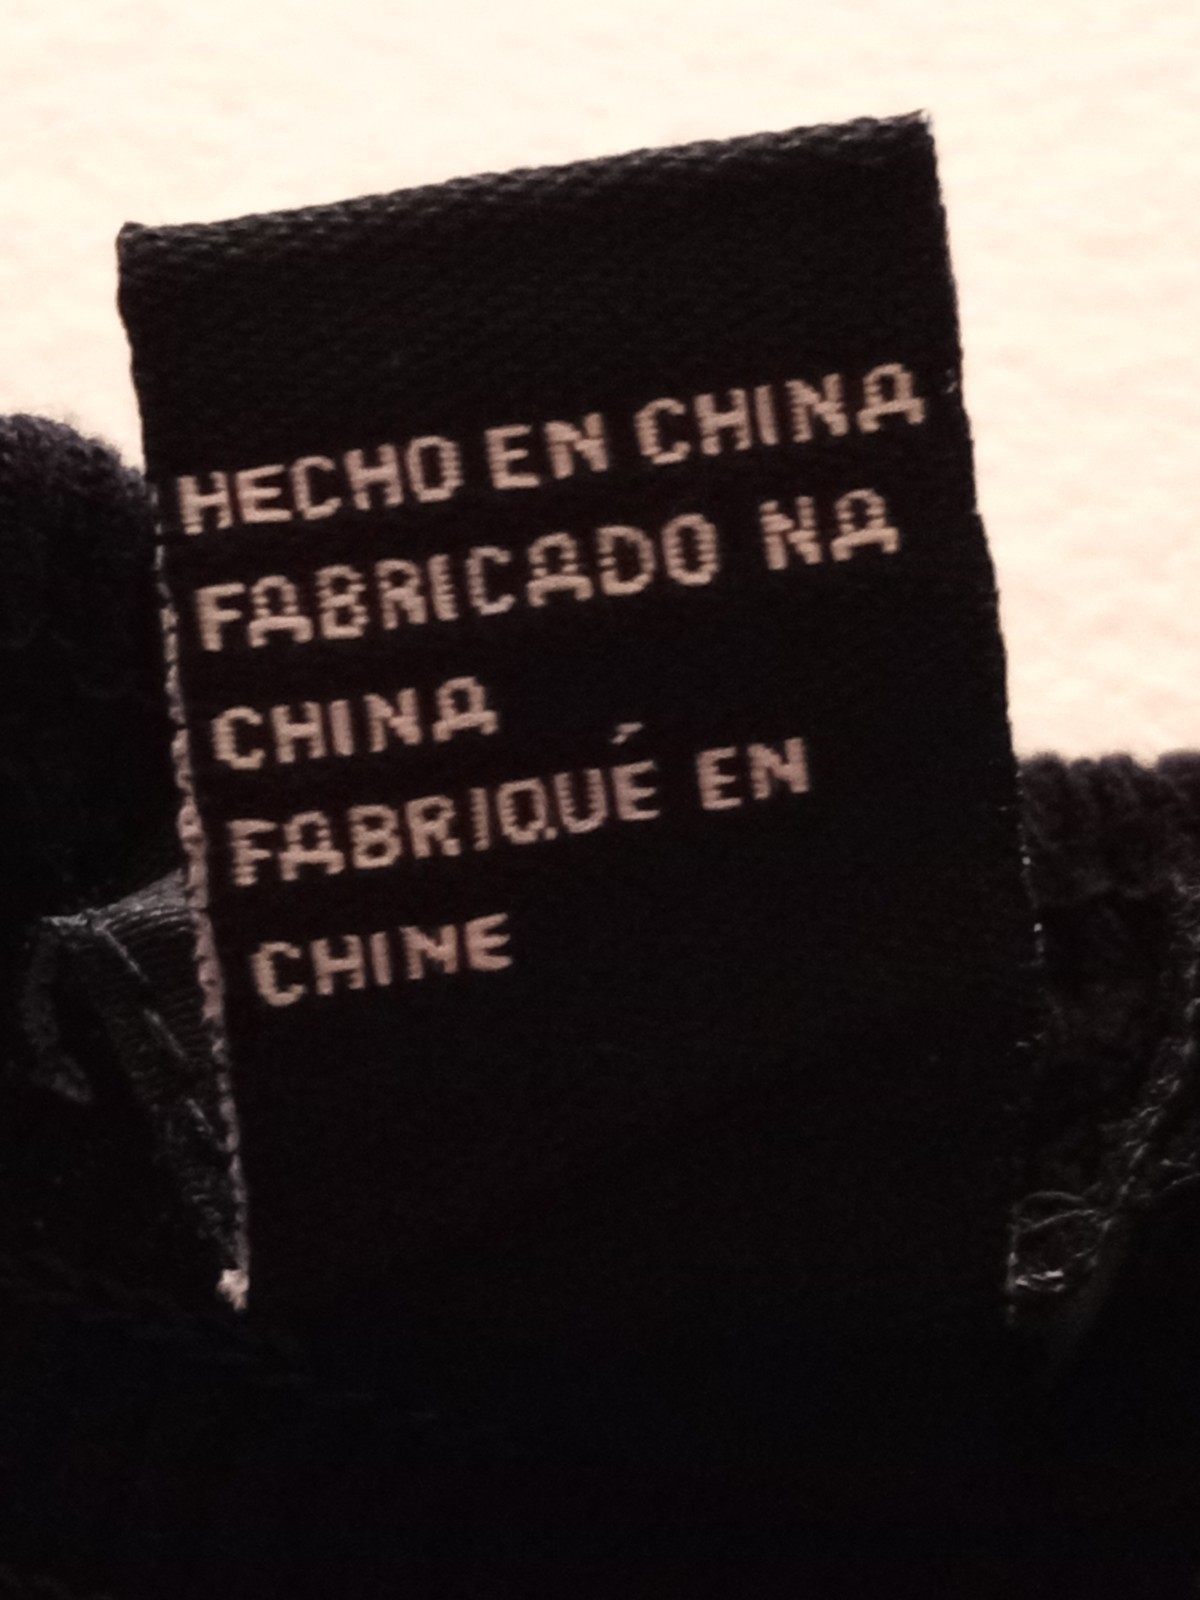 HECHO EN CHINA
FABRICADO NA
CHINA
FABRIQUÉ EN
CHINE